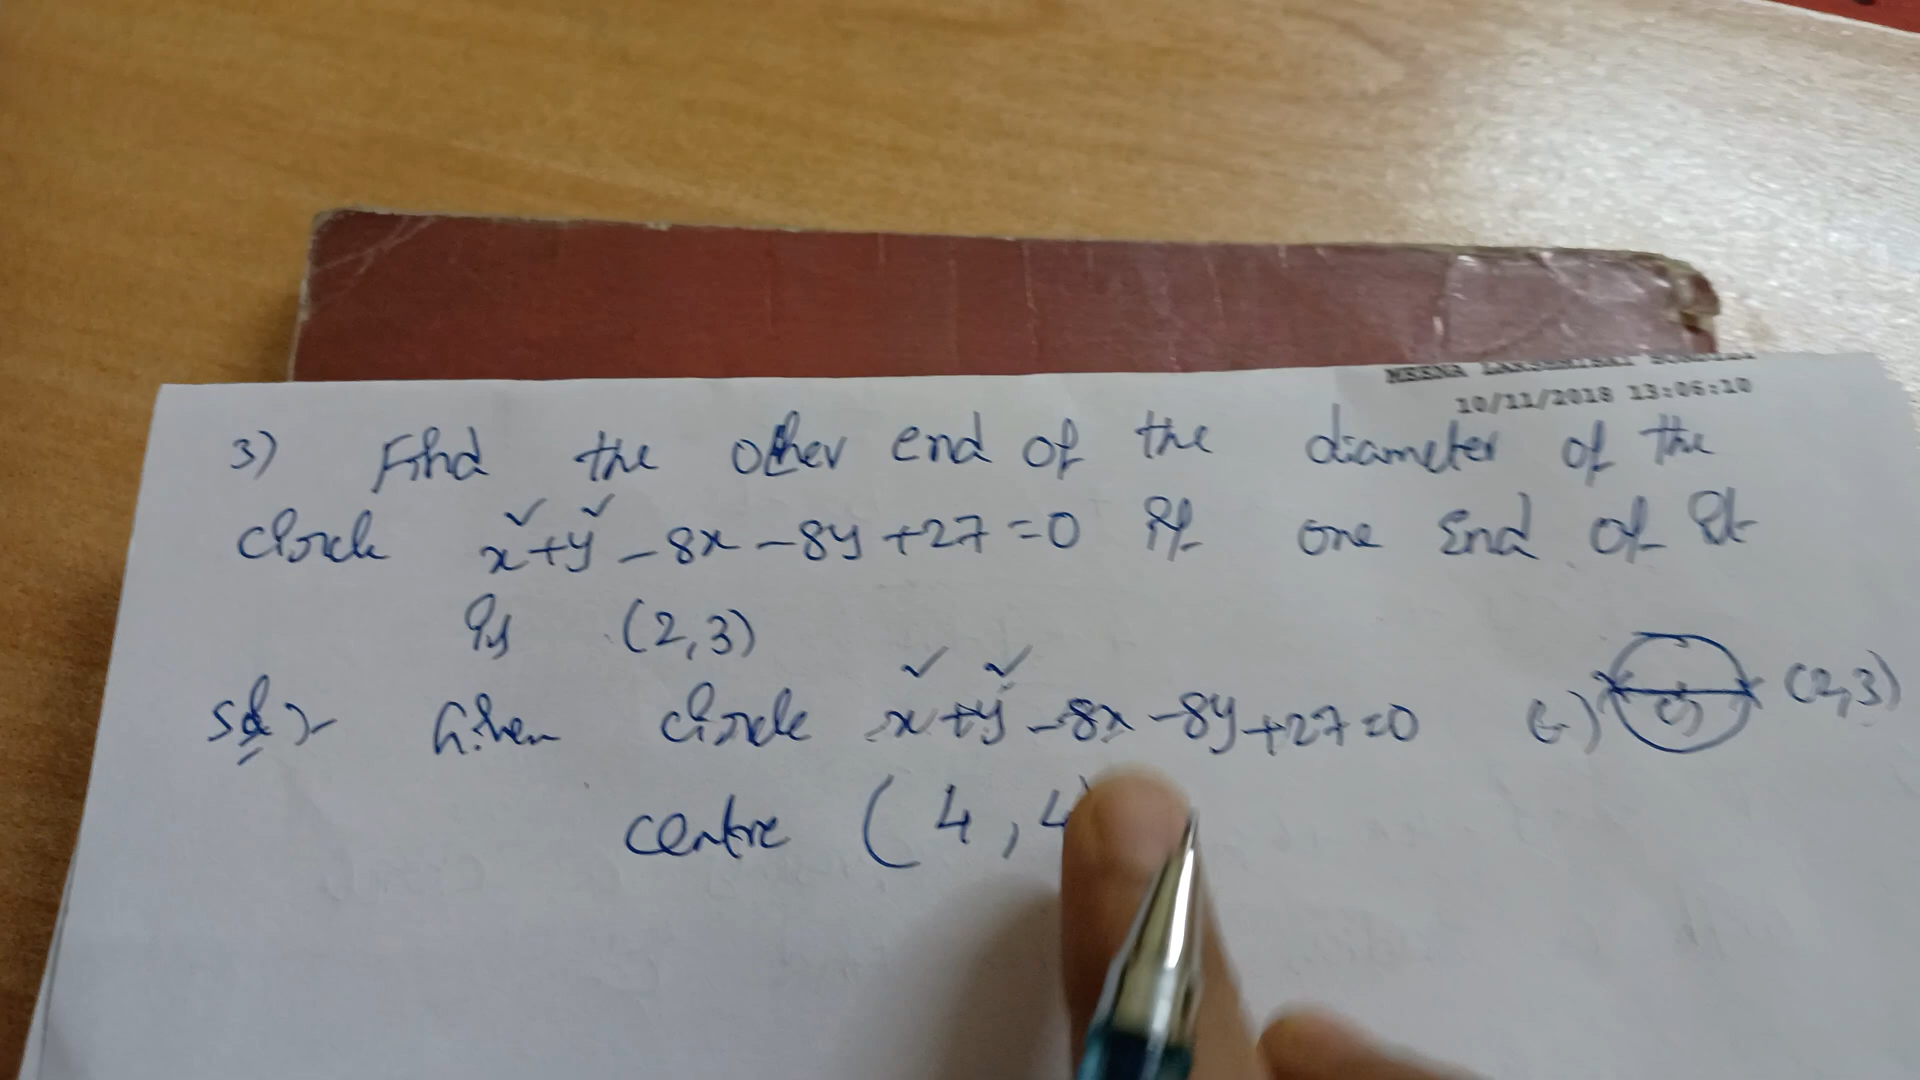 MEENA LAKSHMIBAI
10/11/2018 13:06:10
3) Find the other end of the diameter of the
circle x²+y²-8x-8y+27=0 if one end of it
is (2,3)
Sol:- Given circle x²+y²-8x-8y+27=0
(2,3)
centre (4,4